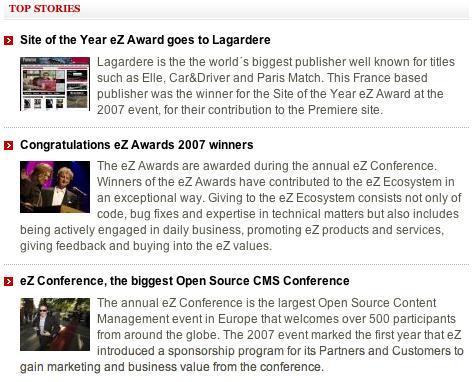 TOP STORIES
Site of the Year eZ Award goes to Lagardere
Lagardere is the the world´s biggest publisher well known for titles
such as Elle, Car&Driver and Paris Match. This France based
publisher was the winner for the Site of the Year eZ Award at the
2007 event, for their contribution to the Premiere site.
Congratulations eZ Awards 2007 winners
The eZ Awards are awarded during the annual eZ Conference.
Winners of the eZ Awards have contributed to the eZ Ecosystem in
an exceptional way. Giving to the eZ Ecosystem consists not only of
code, bug fixes and expertise in technical matters but also includes
being actively engaged in daily business, promoting eZ products and services,
giving feedback and buying into the eZ values.
eZ Conference, the biggest Open Source CMS Conference
The annual eZ Conference is the largest Open Source Content
Management event in Europe that welcomes over 500 participants
from around the globe. The 2007 event marked the first year that eZ
introduced a sponsorship program for its Partners and Customers to
gain marketing and business value from the conference.